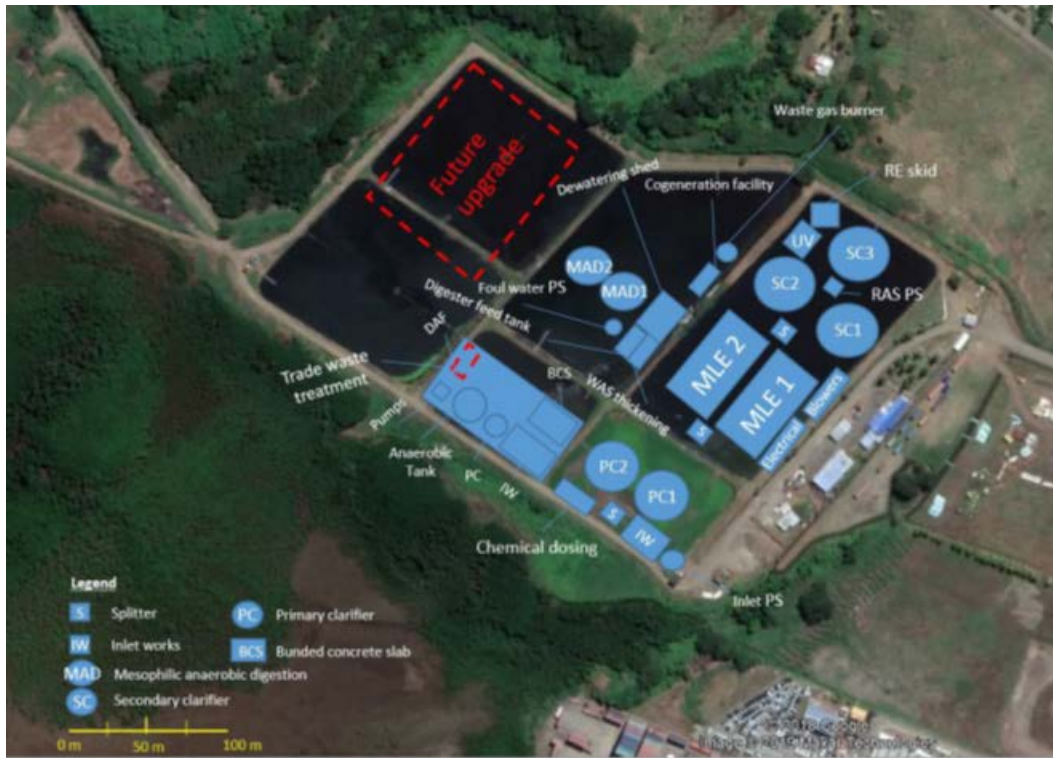 Waste gas burner
Future
upgrade
Dewatering shed
Cogeneration facility
RE skid
UV
SC3
MAD2
MAD1
SC2
Foul water PS
RAS PS
Digester feed tank
SC1
DAF
S
MLE 2
Trade waste
treatment
BCS
WAS thickening
MLE 1
Blowers
Pumps
S
Electrical
Anaerobic
Tank
PC
IW
PC2
PC1
S
IW
Chemical dosing
Inlet PS
Legend
S Splitter
PC Primary clarifier
IW Inlet works
BCS Bunded concrete slab
MAD Mesophilic anaerobic digestion
SC Secondary clarifier
0 m 50 m 100 m